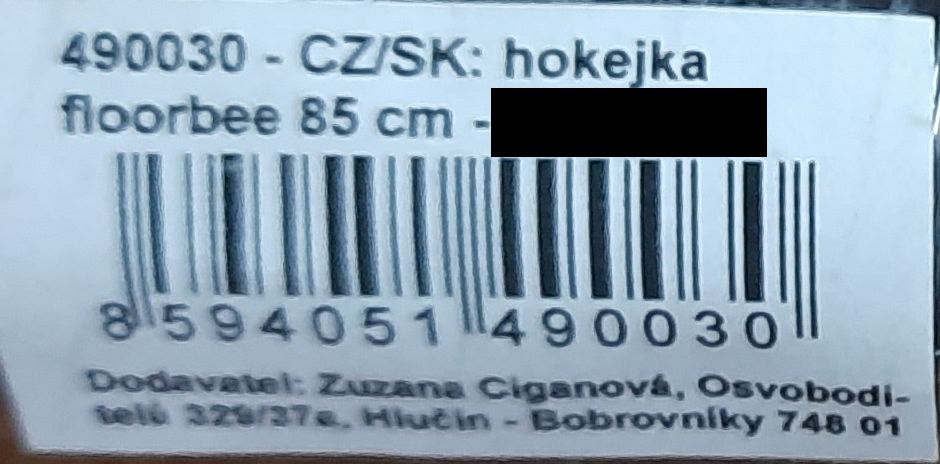 490030 - CZ/SK: hokejka
floorbee 85 cm -
8 594051 490030
Dodavatel: Zuzana Ciganová, Osvobodi-
telů 329/37e, Hlučín - Bobrovníky 748 01